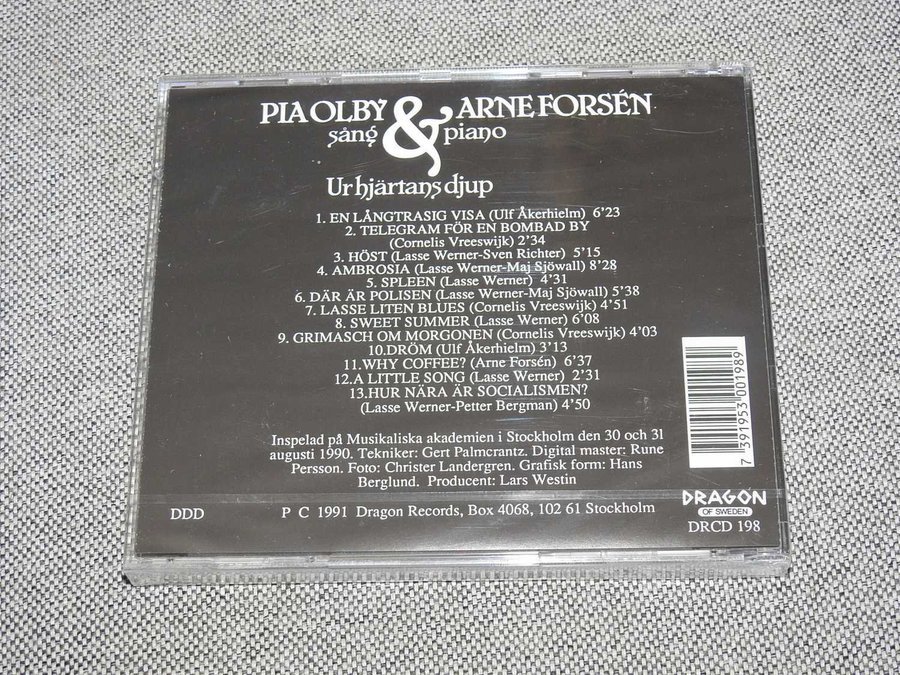 PIA OLBY & ARNE FORSÉN
sång piano
Ur hjärtans djup
1. EN LÅNGTRASIG VISA (Ulf Åkerhielm) 6'23
2. TELEGRAM FÖR EN BOMBAD BY
(Cornelis Vreeswijk) 2'34
3. HÖST (Lasse Werner-Sven Richter) 5'15
4. AMBROSIA (Lasse Werner-Maj Sjöwall) 8'28
5. SPLEEN (Lasse Werner) 4'31
6. DÄR ÄR POLISEN (Lasse Werner-Maj Sjöwall) 5'38
7. LASSE LITEN BLUES (Cornelis Vreeswijk) 4'51
8. SWEET SUMMER (Lasse Werner) 6'08
9. GRIMASCH OM MORGONEN (Cornelis Vreeswijk) 4'03
10.DRÖM (Ulf Åkerhielm) 3'13
11.WHY COFFEE? (Arne Forsén) 6'37
12.A LITTLE SONG (Lasse Werner) 2'31
13.HUR NÄRA ÄR SOCIALISMEN?
(Lasse Werner-Petter Bergman) 4'50
Inspelad på Musikaliska akademien i Stockholm den 30 och 31
augusti 1990. Tekniker: Gert Palmcrantz. Digital master: Rune
Persson. Foto: Christer Landergren. Grafisk form: Hans
Berglund. Producent: Lars Westin
7 391953 001989
DRAGON
OF SWEDEN
DDD P C 1991 Dragon Records, Box 4068, 102 61 Stockholm
DRCD 198